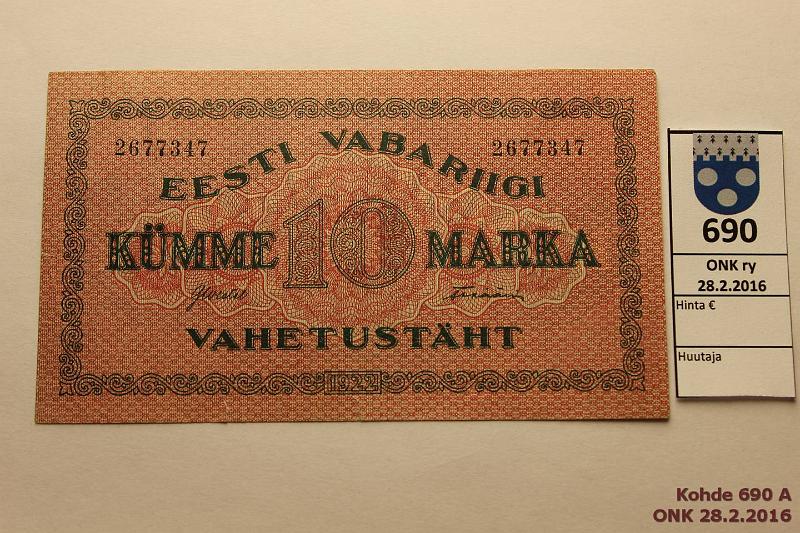 2677347 2677347
EESTI VABARIIGI
KÜMME 10 MARKA
VAHETUSTÄHT
1922
690
ONK ry
28.2.2016
Hinta €
Huutaja
Kohde 690 A
ONK 28.2.2016